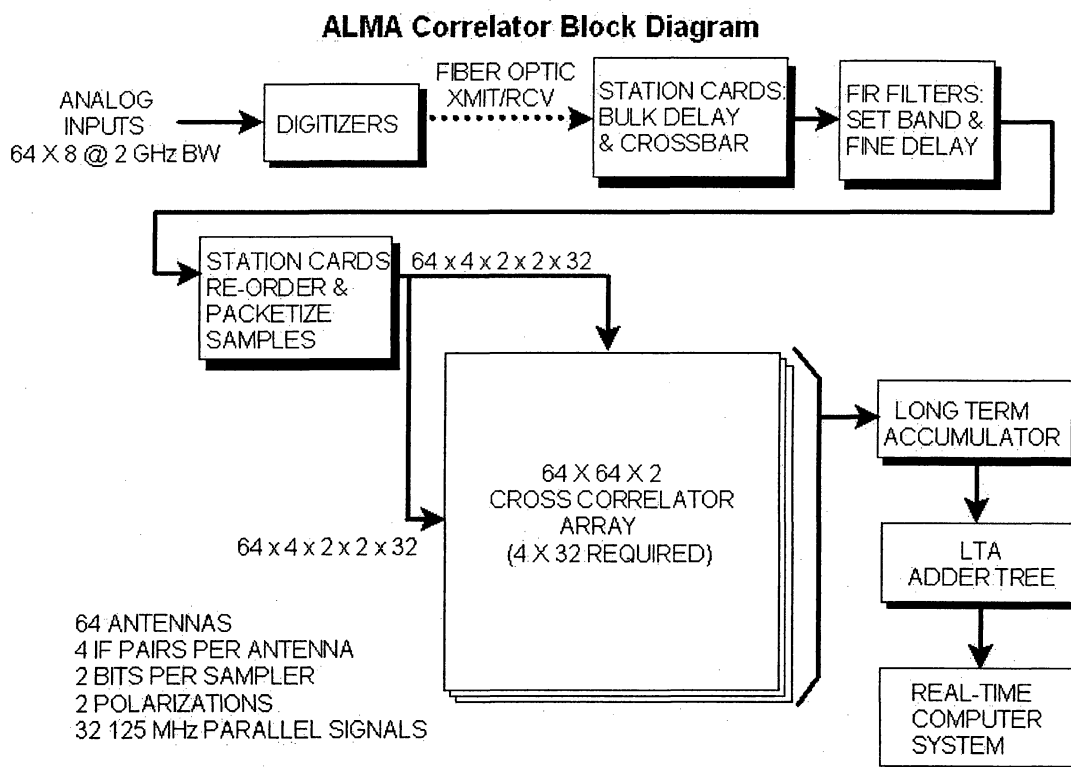 ALMA Correlator Block Diagram
ANALOG
INPUTS
64 X 8 @ 2 GHz BW
DIGITIZERS
FIBER OPTIC
XMIT/RCV
STATION CARDS:
BULK DELAY
& CROSSBAR
FIR FILTERS:
SET BAND &
FINE DELAY
STATION CARDS:
RE-ORDER &
PACKETIZE
SAMPLES
64 x 4 x 2 x 2 x 32
64 x 4 x 2 x 2 x 32
64 X 64 X 2
CROSS CORRELATOR
ARRAY
(4 X 32 REQUIRED)
LONG TERM
ACCUMULATOR
LTA
ADDER TREE
REAL-TIME
COMPUTER
SYSTEM
64 ANTENNAS
4 IF PAIRS PER ANTENNA
2 BITS PER SAMPLER
2 POLARIZATIONS
32 125 MHz PARALLEL SIGNALS